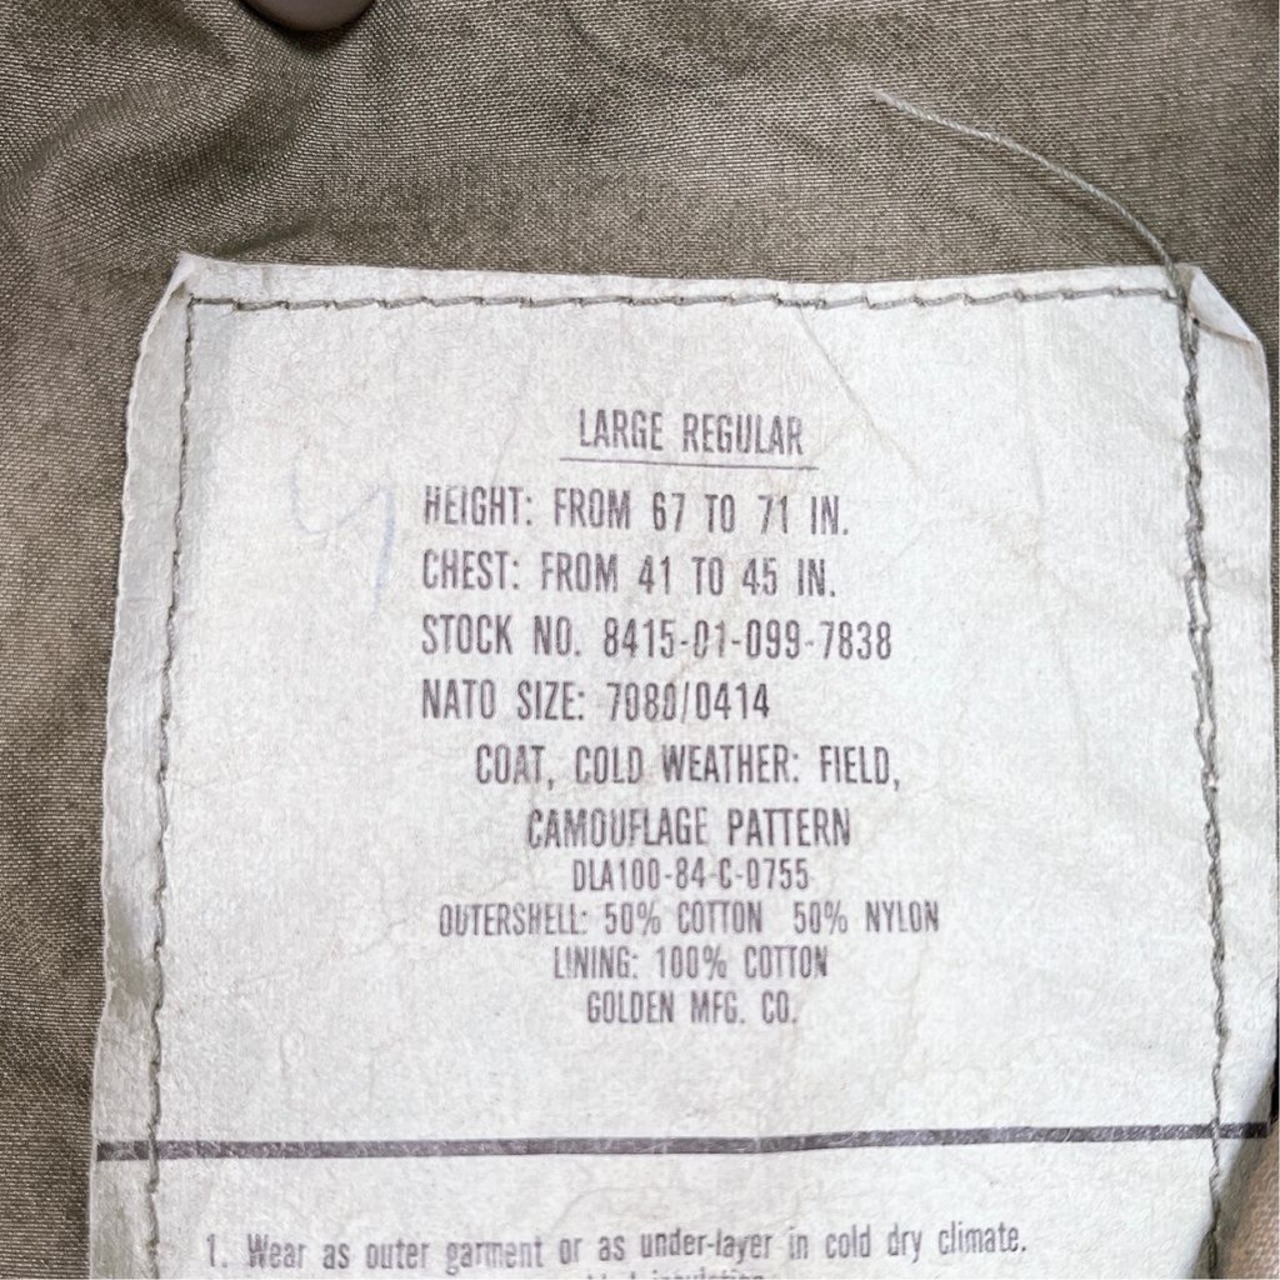 LARGE REGULAR
HEIGHT: FROM 67 TO 71 IN.
CHEST: FROM 41 TO 45 IN.
STOCK NO. 8415-01-099-7838
NATO SIZE: 7080/0414
COAT, COLD WEATHER: FIELD,
CAMOUFLAGE PATTERN
DLA100-84-C-0755
OUTERSHELL: 50% COTTON 50% NYLON
LINING: 100% COTTON
GOLDEN MFG. CO.
1. Wear as outer garment or as under-layer in cold dry climate.